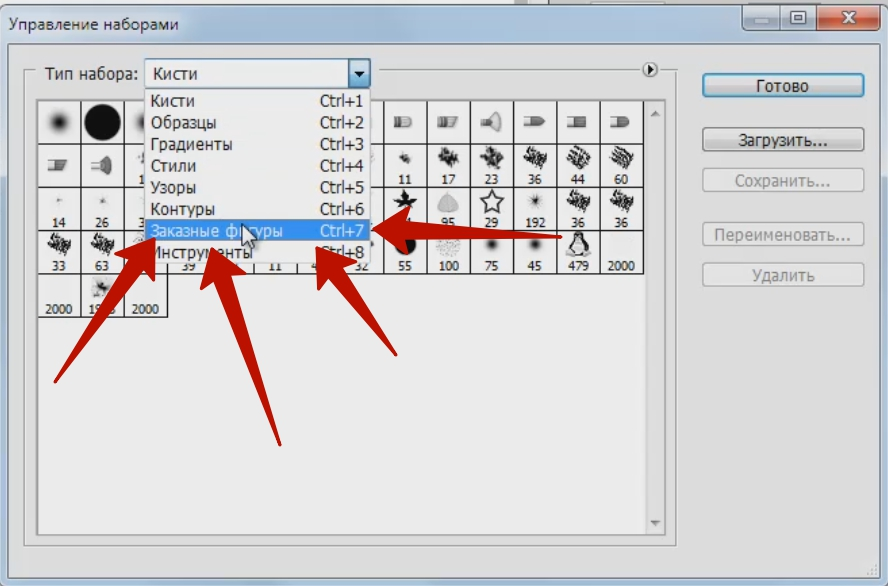 Управление наборами
Тип набора: Кисти
Готово
Загрузить...
Сохранить...
Переименовать...
Удалить
Кисти Ctrl+1
Образцы Ctrl+2
Градиенты Ctrl+3
Стили Ctrl+4
Узоры Ctrl+5
Контуры Ctrl+6
Заказные фигуры Ctrl+7
Инструменты Ctrl+8
11 17 23 36 44 60
14 26 95 29 192 36 36
33 63 39 11 32 55 100 75 45 479 2000
2000 2000